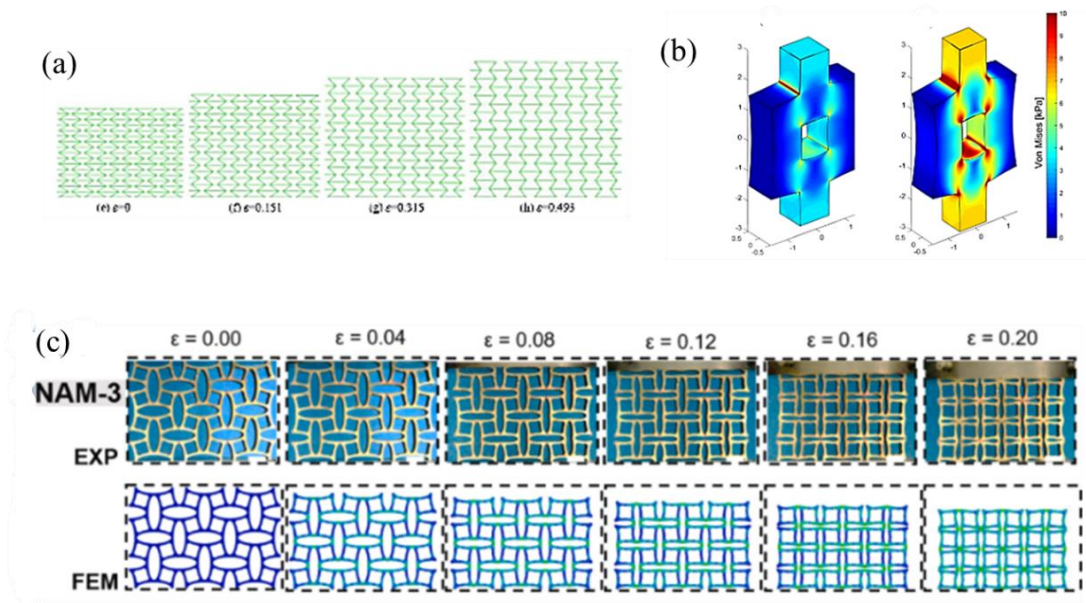 (a)
(e) ε=0 (f) ε=0.151 (g) ε=0.315 (h) ε=0.493
(b)
3 3
2 2
1 1
0 0
-1 -1
-2 -2
-3 -3
0.5 0 -0.5 -1 0 1
0.5 0 -0.5 -1 0 1
10
9
8
7
6
5
4
3
2
1
0
Von Mises [kPa]
(c)
ε = 0.00 ε = 0.04 ε = 0.08 ε = 0.12 ε = 0.16 ε = 0.20
NAM-3
EXP
FEM